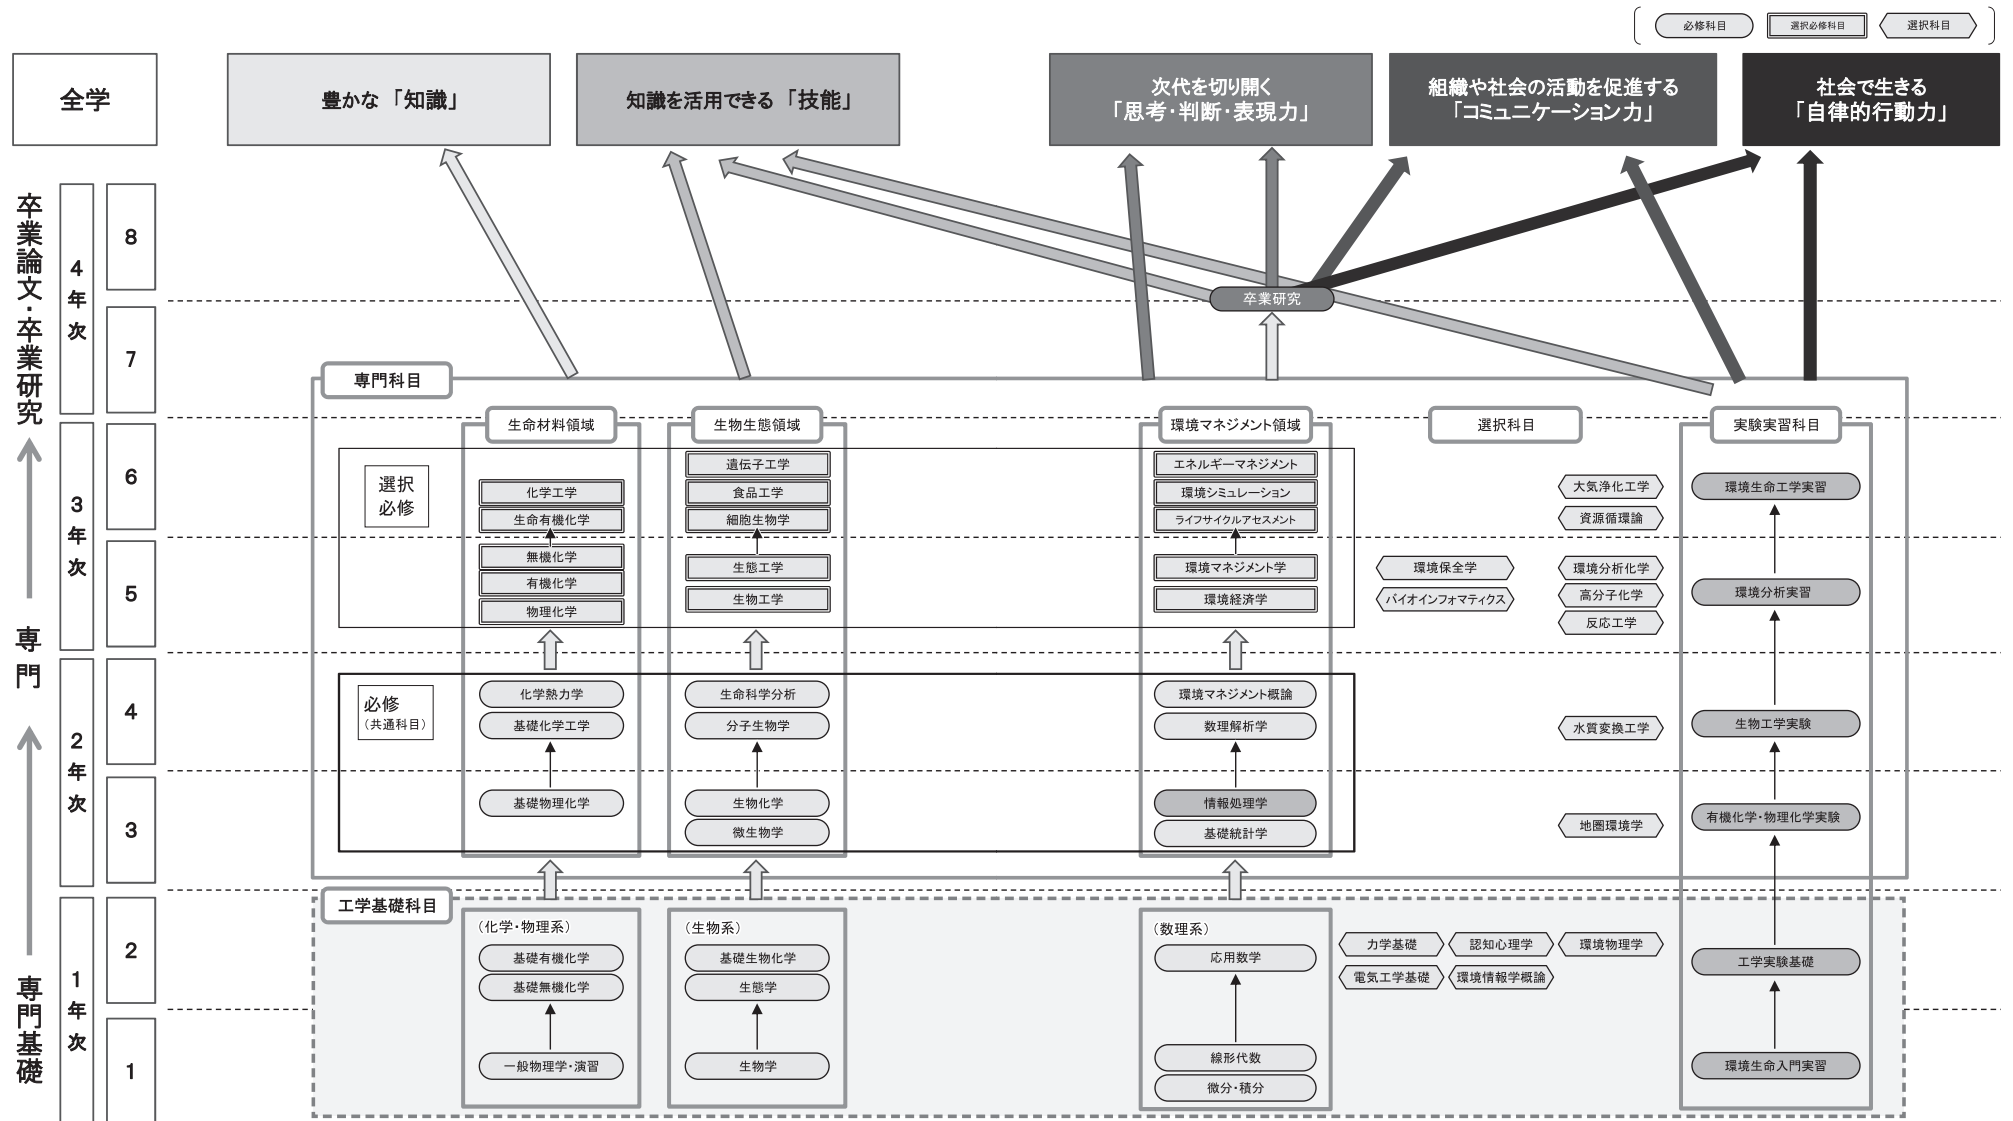 必修科目
選択必修科目
選択科目
全学
豊かな「知識」
知識を活用できる「技能」
次代を切り開く
「思考・判断・表現力」
組織や社会の活動を促進する
「コミュニケーション力」
社会で生きる
「自律的行動力」
卒業論文・卒業研究
専門
専門基礎
4年次
3年次
2年次
1年次
8
7
6
5
4
3
2
1
卒業研究
専門科目
生命材料領域
生物生態領域
環境マネジメント領域
選択科目
実験実習科目
選択
必修
化学工学
生命有機化学
無機化学
有機化学
物理化学
遺伝子工学
食品工学
細胞生物学
生態工学
生物工学
エネルギーマネジメント
環境シミュレーション
ライフサイクルアセスメント
環境マネジメント学
環境経済学
大気浄化工学
資源循環論
環境保全学
バイオインフォマティクス
環境分析化学
高分子化学
反応工学
環境生命工学実習
環境分析実習
必修
（共通科目）
化学熱力学
基礎化学工学
基礎物理化学
生命科学分析
分子生物学
生物化学
微生物学
環境マネジメント概論
数理解析学
情報処理学
基礎統計学
水質変換工学
地圏環境学
生物工学実験
有機化学・物理化学実験
工学基礎科目
（化学・物理系）
基礎有機化学
基礎無機化学
一般物理学・演習
（生物系）
基礎生物化学
生態学
生物学
（数理系）
応用数学
線形代数
微分・積分
力学基礎
認知心理学
環境物理学
電気工学基礎
環境情報学概論
工学実験基礎
環境生命入門実習